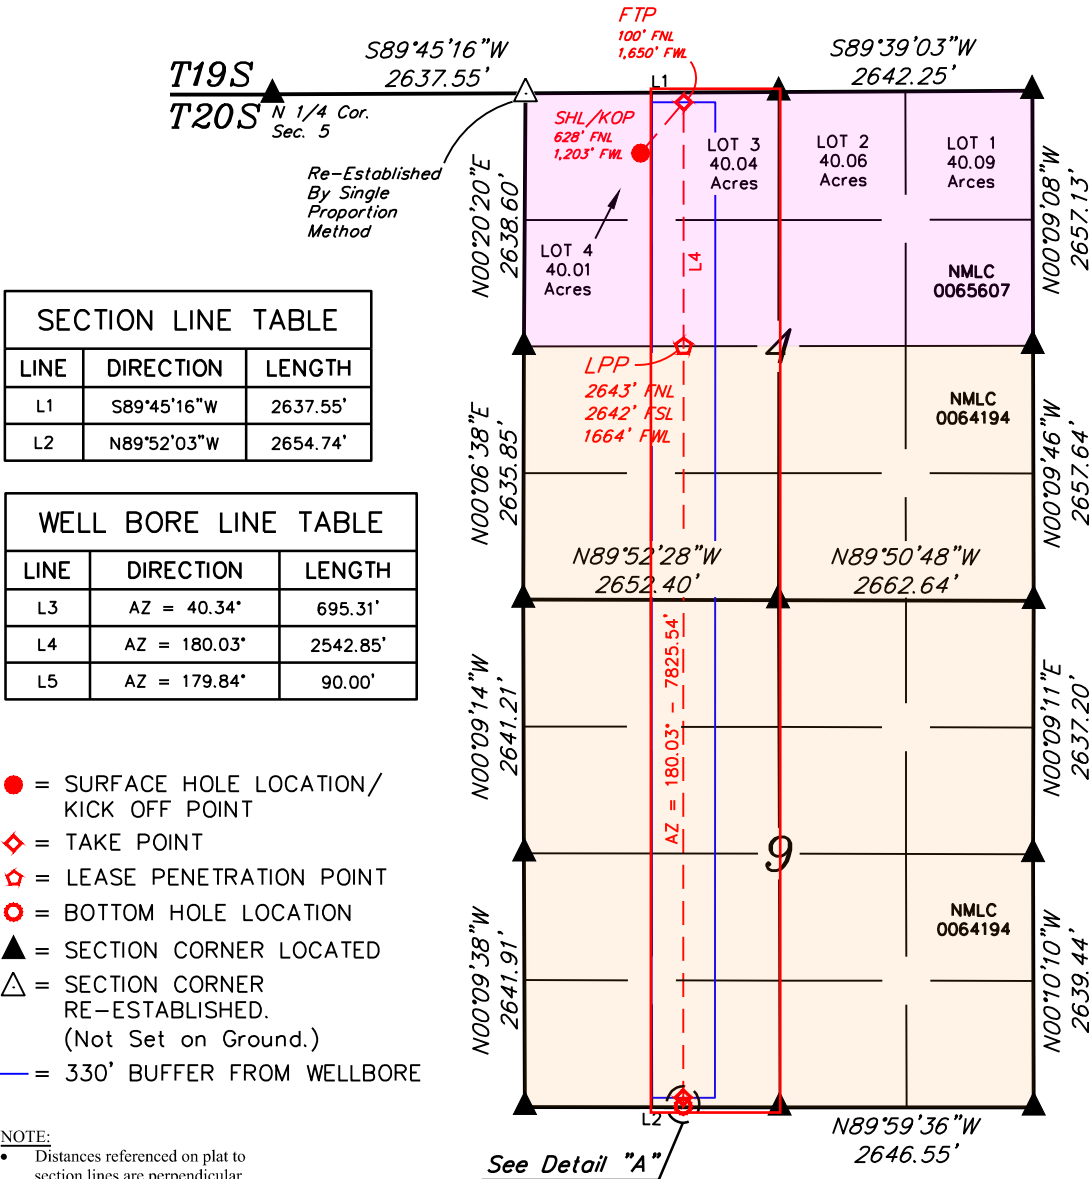 FTP
100' FNL
1,650' FWL
S89°45'16"W
2637.55'
S89°39'03"W
2642.25'
L1
T19S
T20S
N 1/4 Cor.
Sec. 5
SHL/KOP
628' FNL
1,203' FWL
LOT 3
40.04
Acres
LOT 2
40.06
Acres
LOT 1
40.09
Arces
Re-Established
By Single
Proportion
Method
N00°20'20"E
2638.60'
N00°09'08"W
2657.13'
LOT 4
40.01
Acres
L4
NMLC
0065607
SECTION LINE TABLE
LINE DIRECTION LENGTH
L1 S89°45'16"W 2637.55'
L2 N89°52'03"W 2654.74'
4
LPP
2643' FNL
2642' FSL
1664' FWL
NMLC
0064194
N00°06'38"E
2635.85'
N00°09'46"W
2657.64'
WELL BORE LINE TABLE
LINE DIRECTION LENGTH
L3 AZ = 40.34° 695.31'
L4 AZ = 180.03° 2542.85'
L5 AZ = 179.84° 90.00'
N89°52'28"W
2652.40'
N89°50'48"W
2662.64'
N00°09'14"W
2641.21'
AZ = 180.03° - 7825.54'
N00°09'11"E
2637.20'
9
= SURFACE HOLE LOCATION/
KICK OFF POINT
= TAKE POINT
= LEASE PENETRATION POINT
= BOTTOM HOLE LOCATION
= SECTION CORNER LOCATED
= SECTION CORNER
RE-ESTABLISHED.
(Not Set on Ground.)
= 330' BUFFER FROM WELLBORE
N00°09'38"W
2641.91'
NMLC
0064194
N00°10'10"W
2639.44'
L2
N89°59'36"W
2646.55'
See Detail "A"
NOTE:
• Distances referenced on plat to
section lines are perpendicular